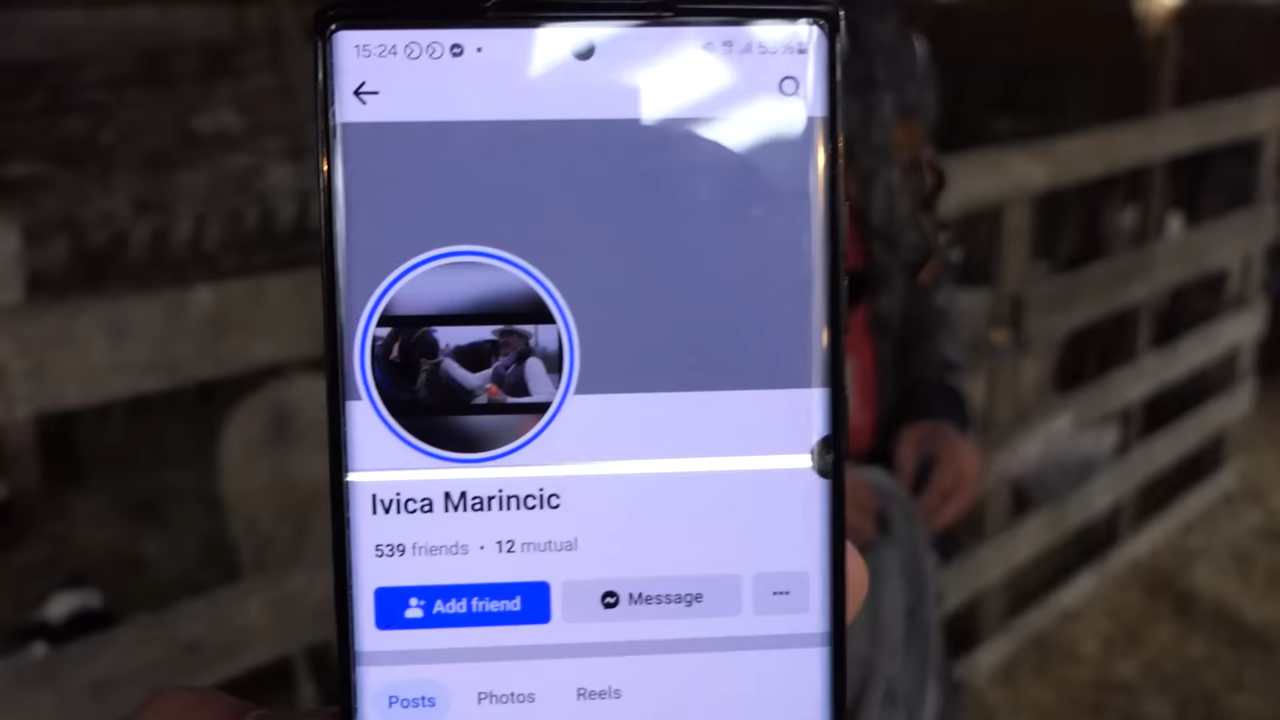 15:24
Ivica Marincic
539 friends · 12 mutual
Add friend Message
Posts Photos Reels